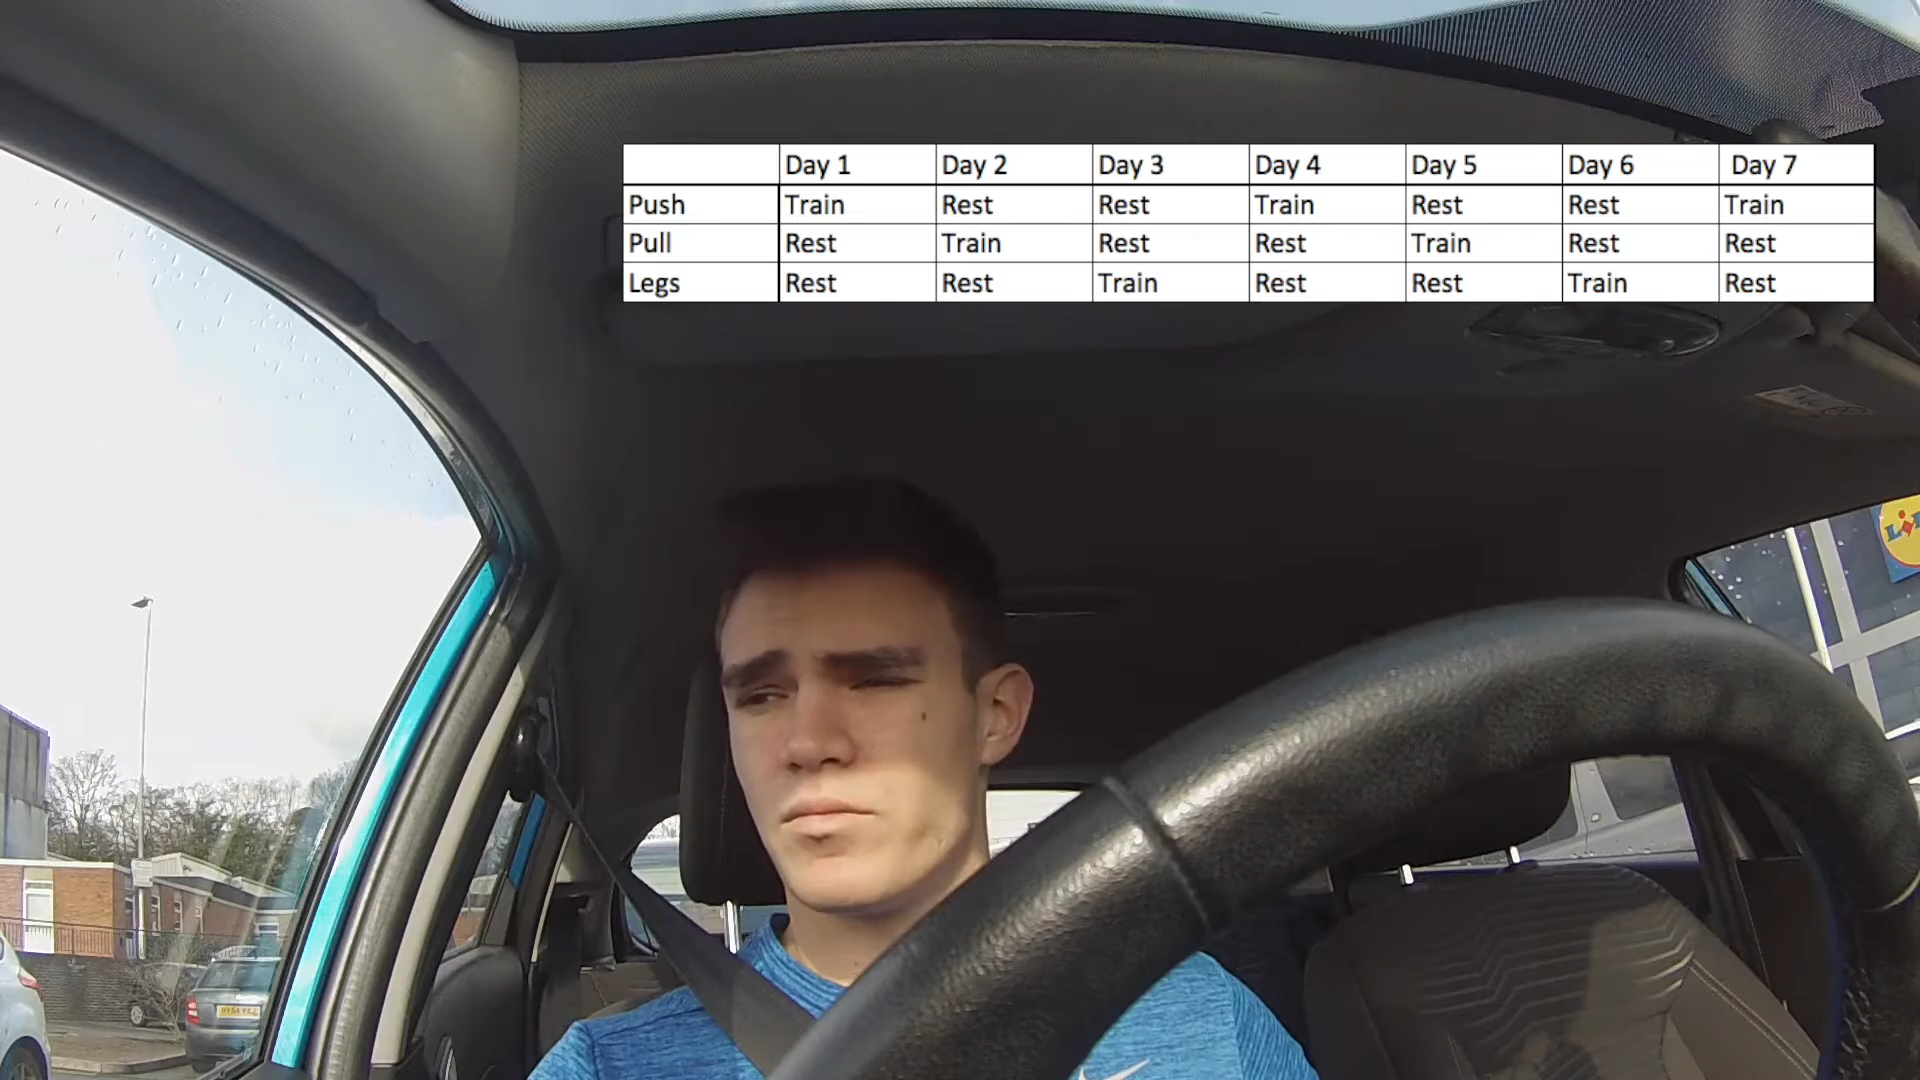 Day 1 Day 2 Day 3 Day 4 Day 5 Day 6 Day 7
Push Train Rest Rest Train Rest Rest Train
Pull Rest Train Rest Rest Train Rest Rest
Legs Rest Rest Train Rest Rest Train Rest